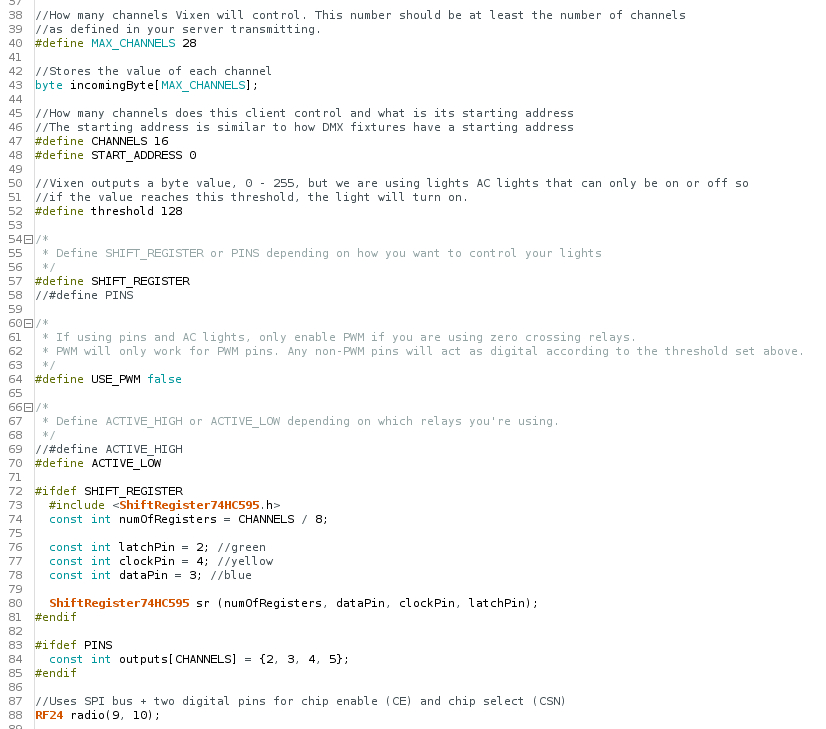 37
38 //How many channels Vixen will control. This number should be at least the number of channels
39 //as defined in your server transmitting.
40 #define MAX_CHANNELS 28
41
42 //Stores the value of each channel
43 byte incomingByte[MAX_CHANNELS];
44
45 //How many channels does this client control and what is its starting address
46 //The starting address is similar to how DMX fixtures have a starting address
47 #define CHANNELS 16
48 #define START_ADDRESS 0
49
50 //Vixen outputs a byte value, 0 - 255, but we are using lights AC lights that can only be on or off so
51 //if the value reaches this threshold, the light will turn on.
52 #define threshold 128
53
54 /*
55  * Define SHIFT_REGISTER or PINS depending on how you want to control your lights
56  */
57 #define SHIFT_REGISTER
58 //#define PINS
59
60 /*
61  * If using pins and AC lights, only enable PWM if you are using zero crossing relays.
62  * PWM will only work for PWM pins. Any non-PWM pins will act as digital according to the threshold set above.
63  */
64 #define USE_PWM false
65
66 /*
67  * Define ACTIVE_HIGH or ACTIVE_LOW depending on which relays you're using.
68  */
69 //#define ACTIVE_HIGH
70 #define ACTIVE_LOW
71
72 #ifdef SHIFT_REGISTER
73   #include <ShiftRegister74HC595.h>
74   const int numOfRegisters = CHANNELS / 8;
75
76   const int latchPin = 2; //green
77   const int clockPin = 4; //yellow
78   const int dataPin = 3; //blue
79
80   ShiftRegister74HC595 sr (numOfRegisters, dataPin, clockPin, latchPin);
81 #endif
82
83 #ifdef PINS
84   const int outputs[CHANNELS] = {2, 3, 4, 5};
85 #endif
86
87 //Uses SPI bus + two digital pins for chip enable (CE) and chip select (CSN)
88 RF24 radio(9, 10);
89